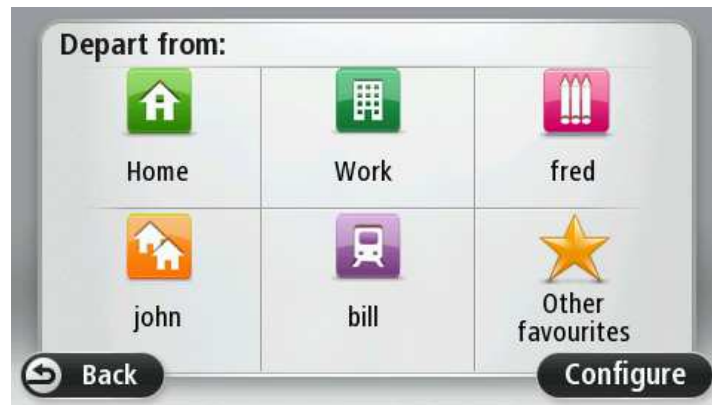 Depart from:
Home
Work
fred
john
bill
Other
favourites
Back
Configure